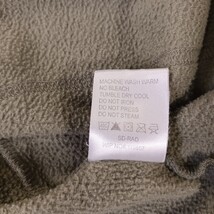 MACHINE WASH WARM
NO BLEACH
TUMBLE DRY COOL
DO NOT IRON
DO NOT PRESS
DO NOT STEAM